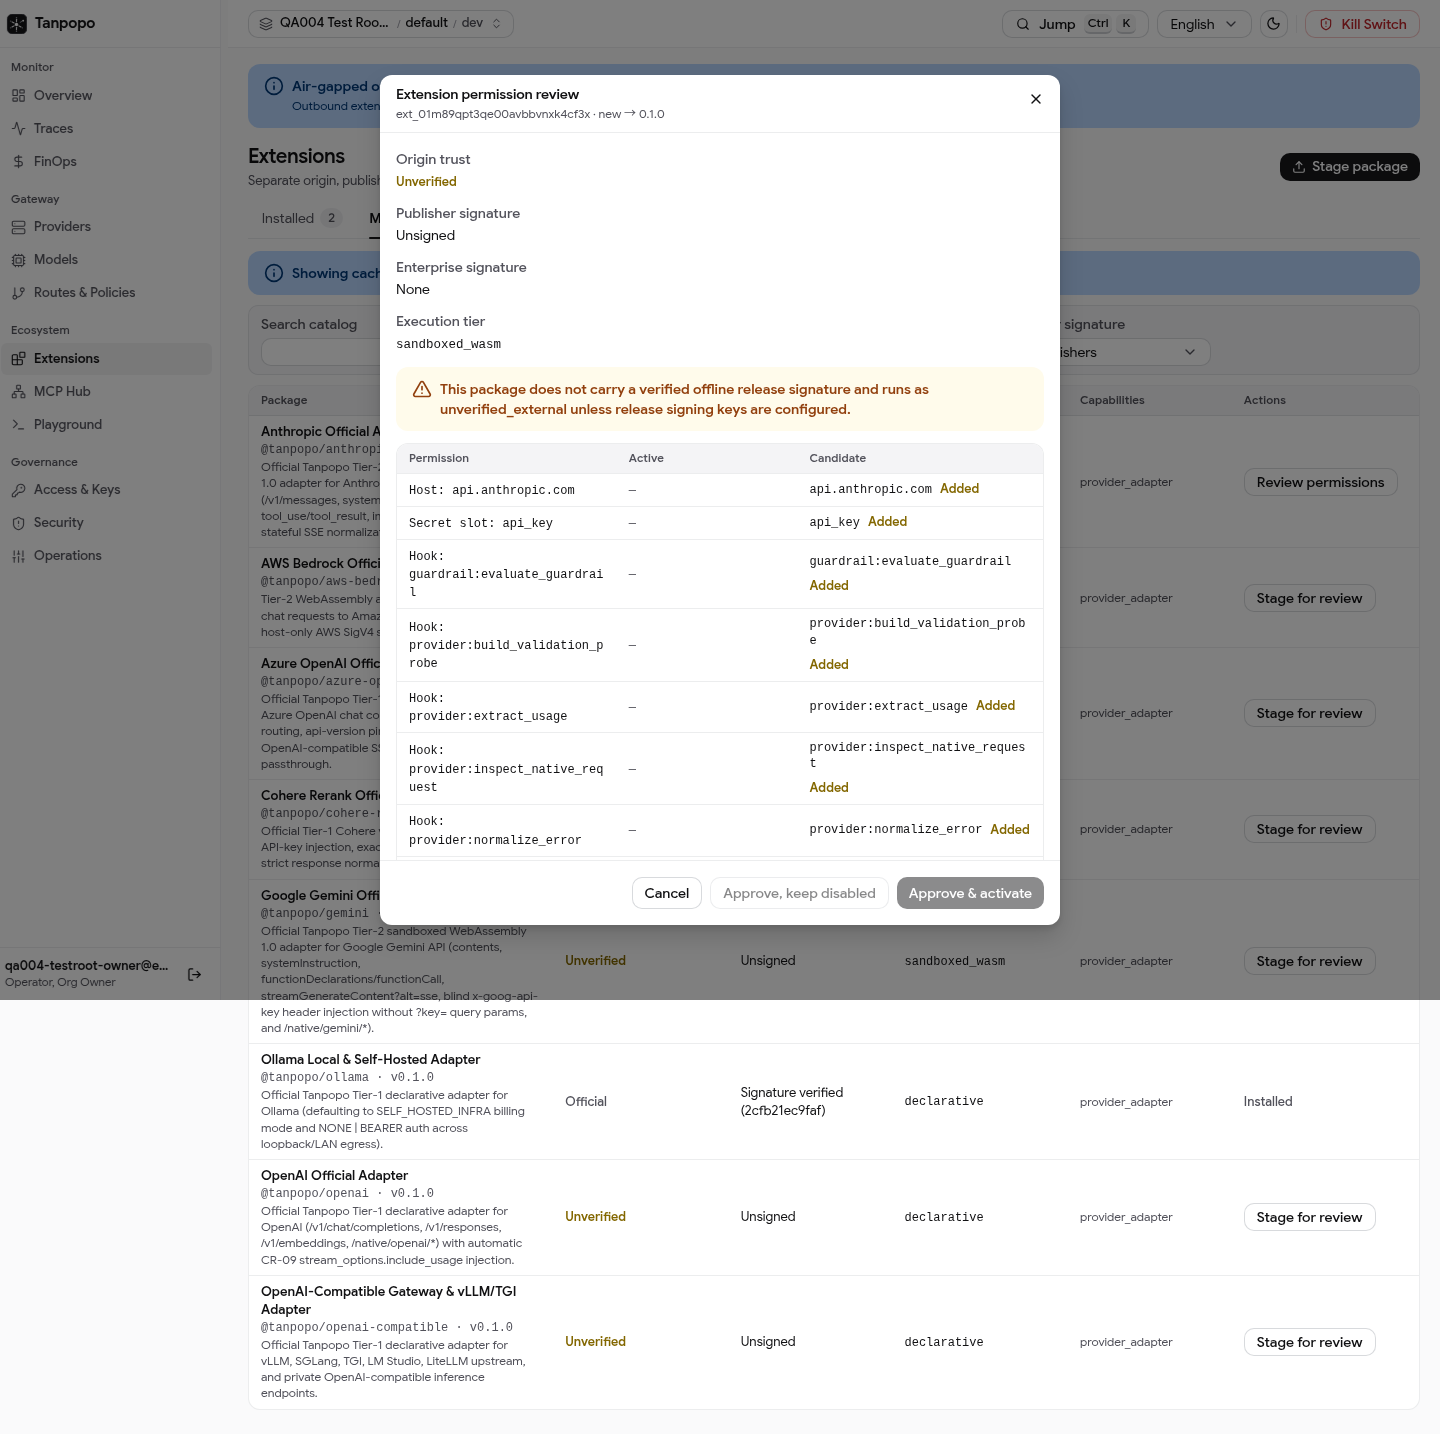 Tanpopo
QA004 Test Roo... / default / dev
Jump Ctrl K
English
Kill Switch
Monitor
Overview
Traces
FinOps
Gateway
Providers
Models
Routes & Policies
Ecosystem
Extensions
MCP Hub
Playground
Governance
Access & Keys
Security
Operations
qa004-testroot-owner@e...
Operator, Org Owner
Air-gapped
Outbound exten
Extensions
Separate origin, publish
Stage package
Installed 2
Showing cach
Search catalog
signature
Package
Capabilities
Actions
Extension permission review
ext_01m89qpt3qe00avbbvnxk4cf3x · new → 0.1.0
Origin trust
Unverified
Publisher signature
Unsigned
Enterprise signature
None
Execution tier
sandboxed_wasm
This package does not carry a verified offline release signature and runs as
unverified_external unless release signing keys are configured.
Permission Active Candidate
Host: api.anthropic.com — api.anthropic.com Added
Secret slot: api_key — api_key Added
Hook:
guardrail:evaluate_guardrai
l
—
guardrail:evaluate_guardrail
Added
Hook:
provider:build_validation_p
robe
—
provider:build_validation_prob
e
Added
Hook:
provider:extract_usage
—
provider:extract_usage Added
Hook:
provider:inspect_native_req
uest
—
provider:inspect_native_reques
t
Added
Hook:
provider:normalize_error
—
provider:normalize_error Added
Cancel
Approve, keep disabled
Approve & activate
Anthropic Official A
@tanpopo/anthropi
Official Tanpopo Tier-2
1.0 adapter for Anthro
(/v1/messages, system
tool_use/tool_result, in
stateful SSE normalizat
provider_adapter
Review permissions
AWS Bedrock Offici
@tanpopo/aws-bedr
Tier-2 WebAssembly a
chat requests to Amaz
host-only AWS SigV4 s
provider_adapter
Stage for review
Azure OpenAI Offic
@tanpopo/azure-op
Official Tanpopo Tier-1
Azure OpenAI chat co
routing, api-version pi
OpenAI-compatible SS
passthrough.
provider_adapter
Stage for review
Cohere Rerank Offi
@tanpopo/cohere-r
Official Tier-1 Cohere
API-key injection, exac
strict response norma
provider_adapter
Stage for review
Google Gemini Offi
@tanpopo/gemini
Official Tanpopo Tier-2 sandboxed WebAssembly
1.0 adapter for Google Gemini API (contents,
systemInstruction,
functionDeclarations/functionCall,
streamGenerateContent?alt=sse, blind x-goog-api-
key header injection without ?key= query params,
and /native/gemini/*).
Unverified
Unsigned
sandboxed_wasm
provider_adapter
Stage for review
Ollama Local & Self-Hosted Adapter
@tanpopo/ollama · v0.1.0
Official Tanpopo Tier-1 declarative adapter for
Ollama (defaulting to SELF_HOSTED_INFRA billing
mode and NONE | BEARER auth across
loopback/LAN egress).
Official
Signature verified
(2cfb21ec9faf)
declarative
provider_adapter
Installed
OpenAI Official Adapter
@tanpopo/openai · v0.1.0
Official Tanpopo Tier-1 declarative adapter for
OpenAI (/v1/chat/completions, /v1/responses,
/v1/embeddings, /native/openai/*) with automatic
CR-09 stream_options.include_usage injection.
Unverified
Unsigned
declarative
provider_adapter
Stage for review
OpenAI-Compatible Gateway & vLLM/TGI
Adapter
@tanpopo/openai-compatible · v0.1.0
Official Tanpopo Tier-1 declarative adapter for
vLLM, SGLang, TGI, LM Studio, LiteLLM upstream,
and private OpenAI-compatible inference
endpoints.
Unverified
Unsigned
declarative
provider_adapter
Stage for review